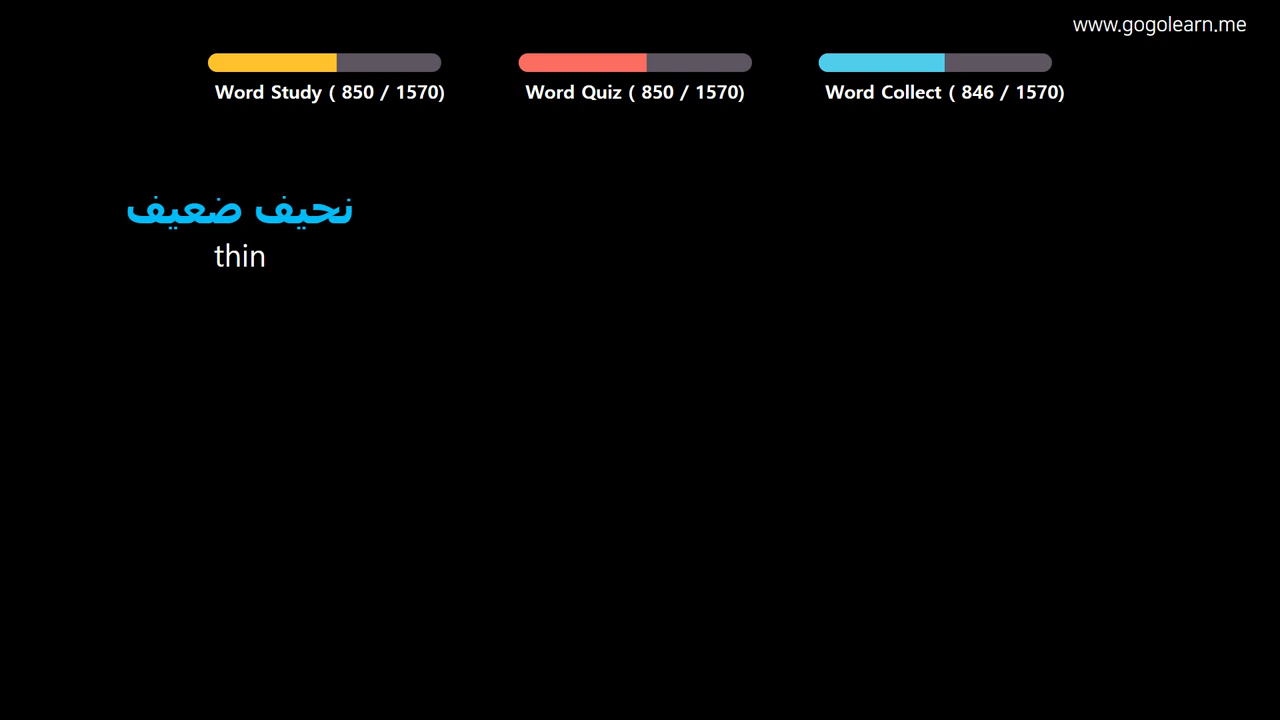 www.gogolearn.me
Word Study ( 850 / 1570)
Word Quiz ( 850 / 1570)
Word Collect ( 846 / 1570)
نحيف ضعيف
thin